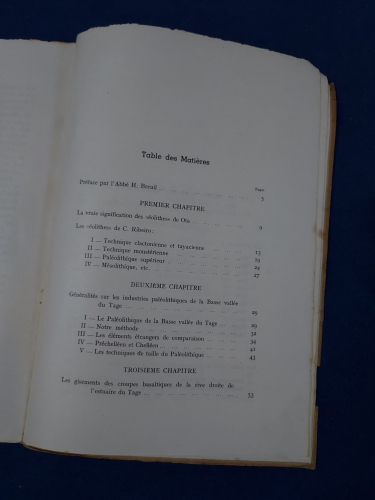 Table des Matières
Pages
Préface par l'Abbé H. Breuil 5
PREMIER CHAPITRE
La vraie signification des «éolithes» de Ota 9
Les «éolithes» de C. Ribeiro:
I — Technique clactonienne et tayacienne 13
II — Technique moustérienne
III — Paléolithique supérieur 24
IV — Mésolithique, etc. 27
DEUXIÈME CHAPITRE
Généralités sur les industries paléolithiques de la Basse vallée
du Tage 29
I — Le Paléolithique de la Basse vallée du Tage 29
II — Notre méthode 32
III — Les éléments étrangers de comparaison 34
IV — Préchelléen et Chelléen 41
V — Les techniques de taille du Paléolithique 43
TROISIÈME CHAPITRE
Les gisements des croupes basaltiques de la rive droite de
l'estuaire du Tage 53